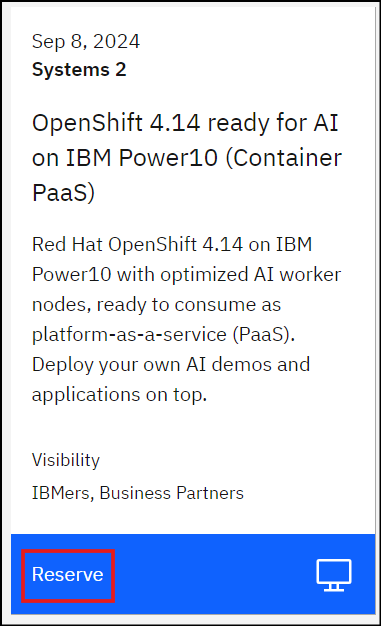 Sep 8, 2024
Systems 2
OpenShift 4.14 ready for AI
on IBM Power10 (Container
PaaS)
Red Hat OpenShift 4.14 on IBM
Power10 with optimized AI worker
nodes, ready to consume as
platform-as-a-service (PaaS).
Deploy your own AI demos and
applications on top.
Visibility
IBMers, Business Partners
Reserve